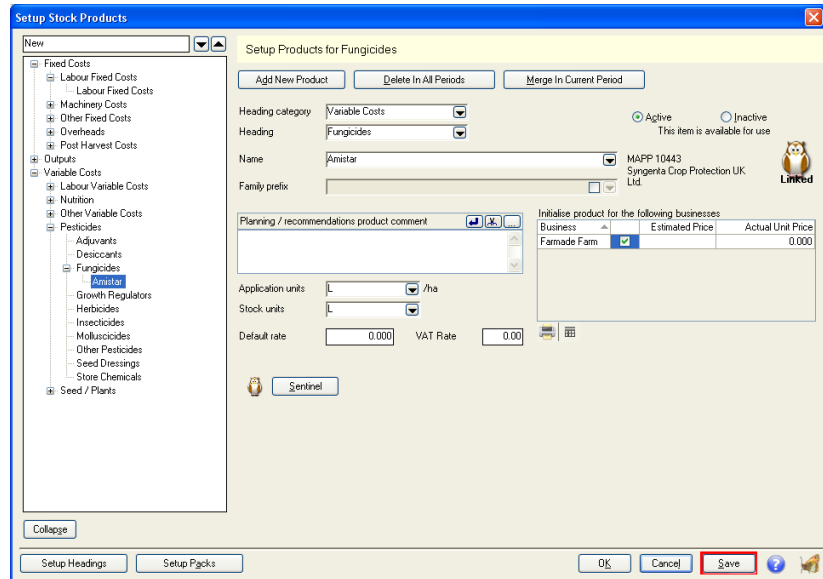 Setup Stock Products
New
Fixed Costs
Labour Fixed Costs
Labour Fixed Costs
Machinery Costs
Other Fixed Costs
Overheads
Post Harvest Costs
Outputs
Variable Costs
Labour Variable Costs
Nutrition
Other Variable Costs
Pesticides
Adjuvants
Desiccants
Fungicides
Amistar
Growth Regulators
Herbicides
Insecticides
Molluscicides
Other Pesticides
Seed Dressings
Store Chemicals
Seed / Plants
Collapse
Setup Products for Fungicides
Add New Product Delete In All Periods Merge In Current Period
Heading category Variable Costs
Heading Fungicides
Active Inactive
This item is available for use
Name Amistar
MAPP 10443
Syngenta Crop Protection UK
Ltd.
Linked
Family prefix
Planning / recommendations product comment ...
Initialise product for the following businesses
Business Estimated Price Actual Unit Price
Farmade Farm 0.000
Application units L /ha
Stock units L
Default rate 0.000 VAT Rate 0.00
Sentinel
Setup Headings Setup Packs OK Cancel Save ?